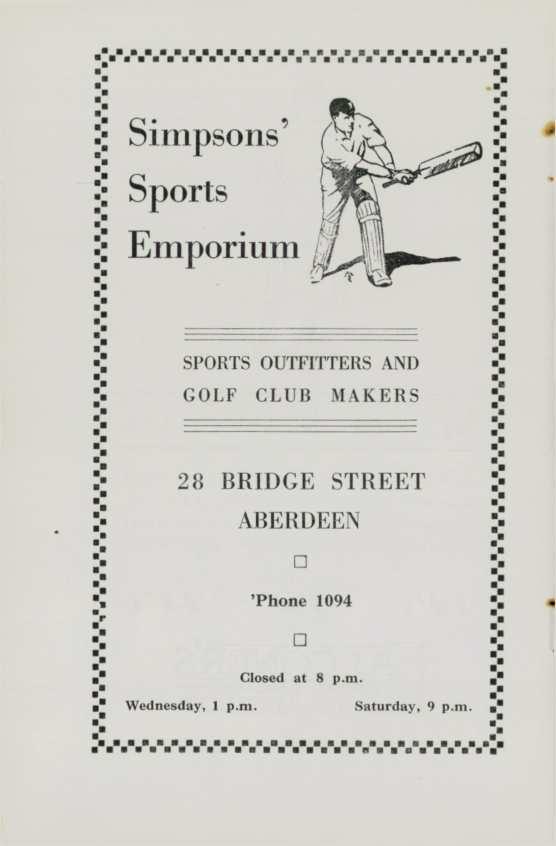 Simpsons'
Sports
Emporium
SPORTS OUTFITTERS AND
GOLF CLUB MAKERS
28 BRIDGE STREET
ABERDEEN
'Phone 1094
Closed at 8 p.m.
Wednesday, 1 p.m. Saturday, 9 p.m.